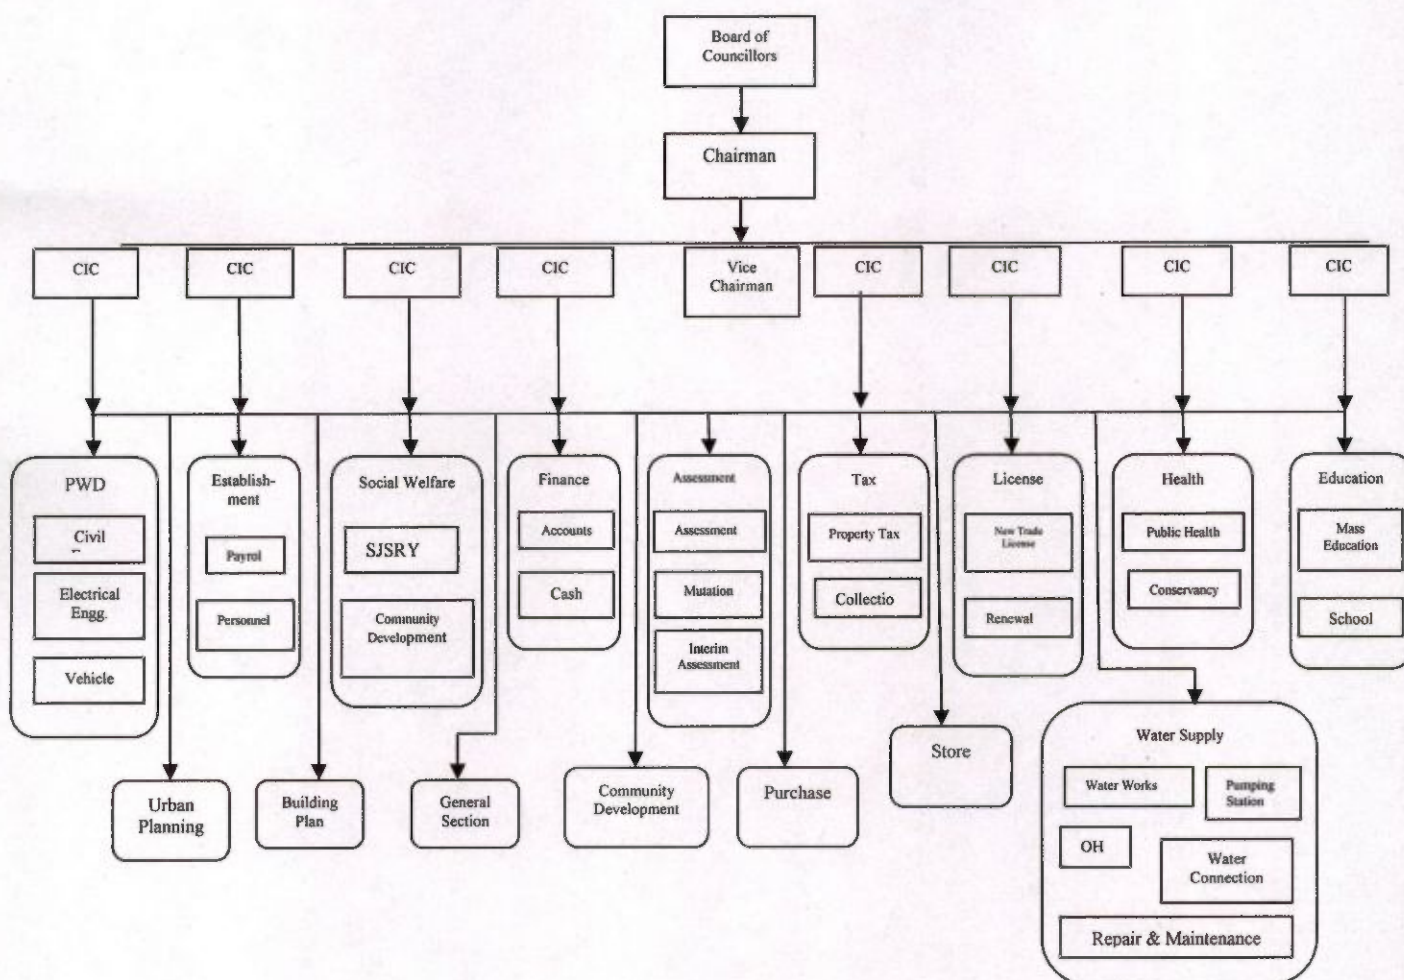 Board of
Councillors
Chairman
CIC
CIC
CIC
CIC
Vice
Chairman
CIC
CIC
CIC
CIC
PWD
Civil
Electrical
Engg.
Vehicle
Establish-
ment
Payrol
Personnel
Social Welfare
SJSRY
Community
Development
Finance
Accounts
Cash
Assessment
Assessment
Mutation
Interim
Assessment
Tax
Property Tax
Collectio
License
New Trade
License
Renewal
Health
Public Health
Conservancy
Education
Mass
Education
School
Urban
Planning
Building
Plan
General
Section
Community
Development
Purchase
Store
Water Supply
Water Works
Pumping
Station
OH
Water
Connection
Repair & Maintenance